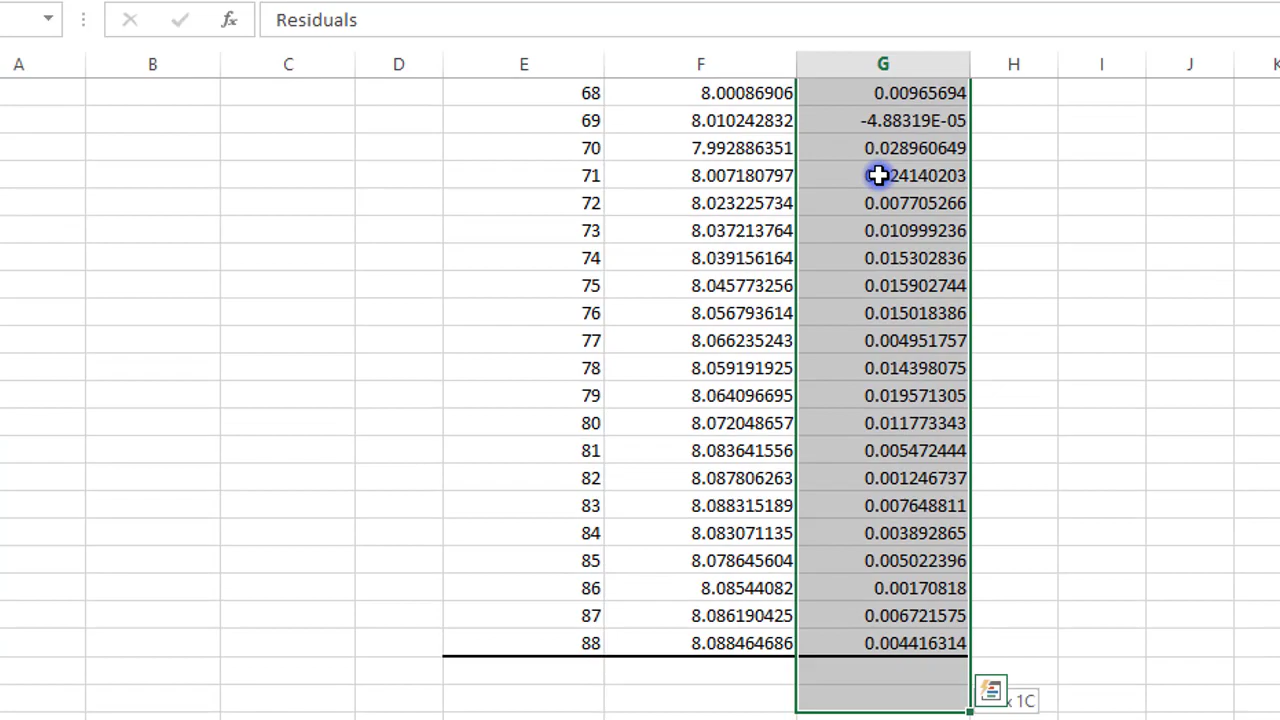 fx Residuals
A B C D E F G H I J K
68 8.00086906 0.00965694
69 8.010242832 -4.88319E-05
70 7.992886351 0.028960649
71 8.007180797 24140203
72 8.023225734 0.007705266
73 8.037213764 0.010999236
74 8.039156164 0.015302836
75 8.045773256 0.015902744
76 8.056793614 0.015018386
77 8.066235243 0.004951757
78 8.059191925 0.014398075
79 8.064096695 0.019571305
80 8.072048657 0.011773343
81 8.083641556 0.005472444
82 8.087806263 0.001246737
83 8.088315189 0.007648811
84 8.083071135 0.003892865
85 8.078645604 0.005022396
86 8.08544082 0.00170818
87 8.086190425 0.006721575
88 8.088464686 0.004416314
x 1C